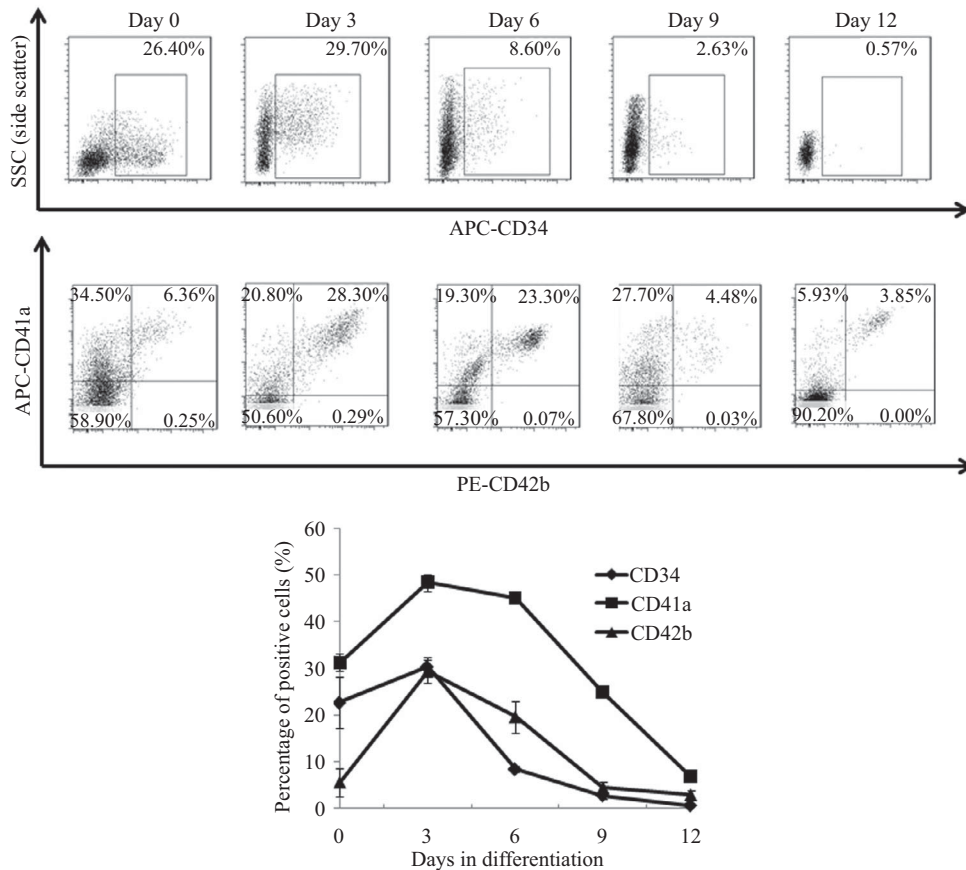 Day 0 Day 3 Day 6 Day 9 Day 12
26.40% 29.70% 8.60% 2.63% 0.57%
SSC (side scatter)
APC-CD34
34.50% 6.36% 20.80% 28.30% 19.30% 23.30% 27.70% 4.48% 5.93% 3.85%
APC-CD41a
58.90% 0.25% 50.60% 0.29% 57.30% 0.07% 67.80% 0.03% 90.20% 0.00%
PE-CD42b
Percentage of positive cells (%)
60
50
40
30
20
10
0
CD34
CD41a
CD42b
0 3 6 9 12
Days in differentiation